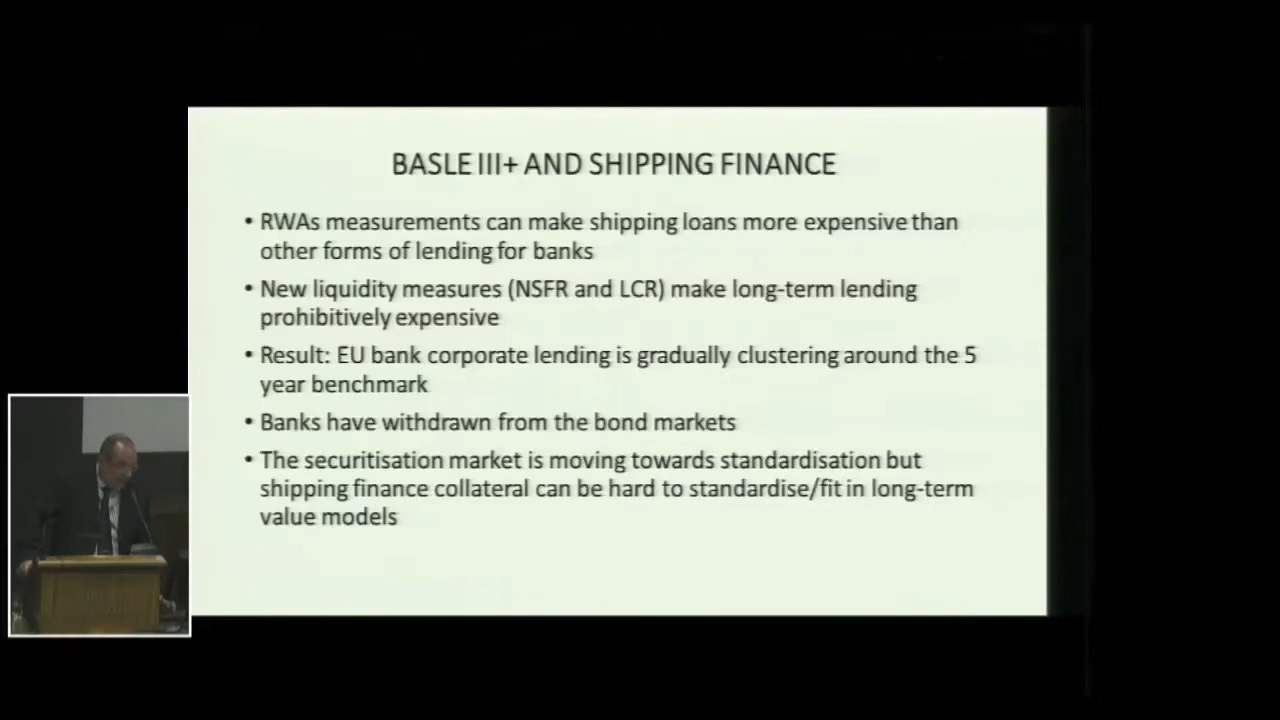 BASLE III+ AND SHIPPING FINANCE
• RWAs measurements can make shipping loans more expensive than
other forms of lending for banks
• New liquidity measures (NSFR and LCR) make long-term lending
prohibitively expensive
• Result: EU bank corporate lending is gradually clustering around the 5
year benchmark
• Banks have withdrawn from the bond markets
• The securitisation market is moving towards standardisation but
shipping finance collateral can be hard to standardise/fit in long-term
value models